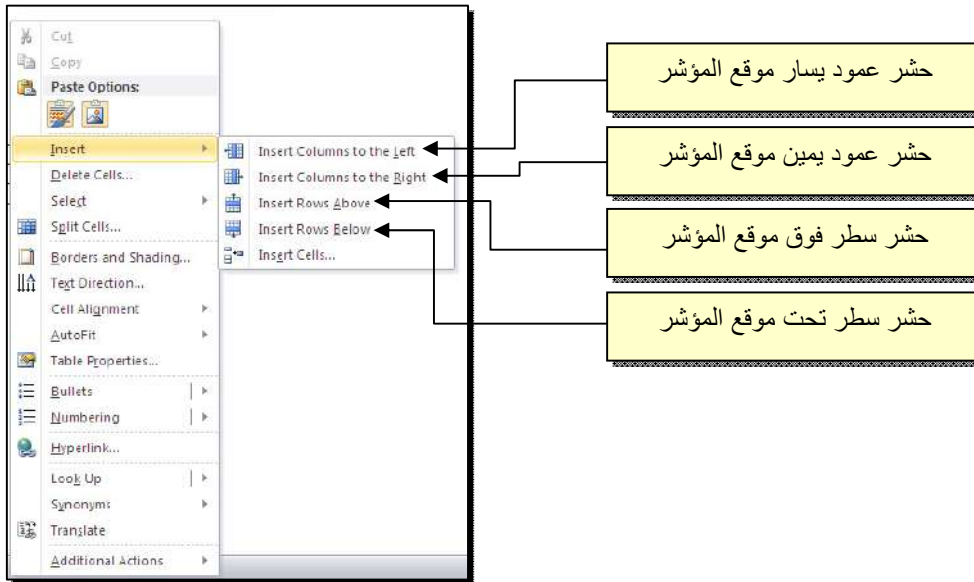 Cut
Copy
Paste Options:
Insert
Delete Cells...
Select
Split Cells...
Borders and Shading...
Text Direction...
Cell Alignment
AutoFit
Table Properties...
Bullets
Numbering
Hyperlink...
Look Up
Synonyms
Translate
Additional Actions
Insert Columns to the Left
Insert Columns to the Right
Insert Rows Above
Insert Rows Below
Insert Cells...
حشر عمود يسار موقع المؤشر
حشر عمود يمين موقع المؤشر
حشر سطر فوق موقع المؤشر
حشر سطر تحت موقع المؤشر